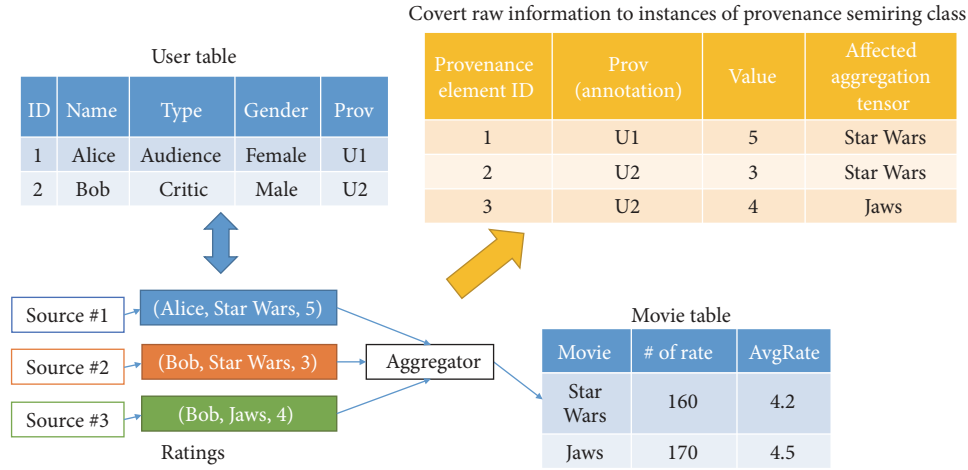 Covert raw information to instances of provenance semiring class
User table
ID Name Type Gender Prov
1 Alice Audience Female U1
2 Bob Critic Male U2
Provenance element ID Prov (annotation) Value Affected aggregation tensor
1 U1 5 Star Wars
2 U2 3 Star Wars
3 U2 4 Jaws
Source #1 (Alice, Star Wars, 5)
Source #2 (Bob, Star Wars, 3)
Source #3 (Bob, Jaws, 4)
Ratings
Aggregator
Movie table
Movie # of rate AvgRate
Star Wars 160 4.2
Jaws 170 4.5